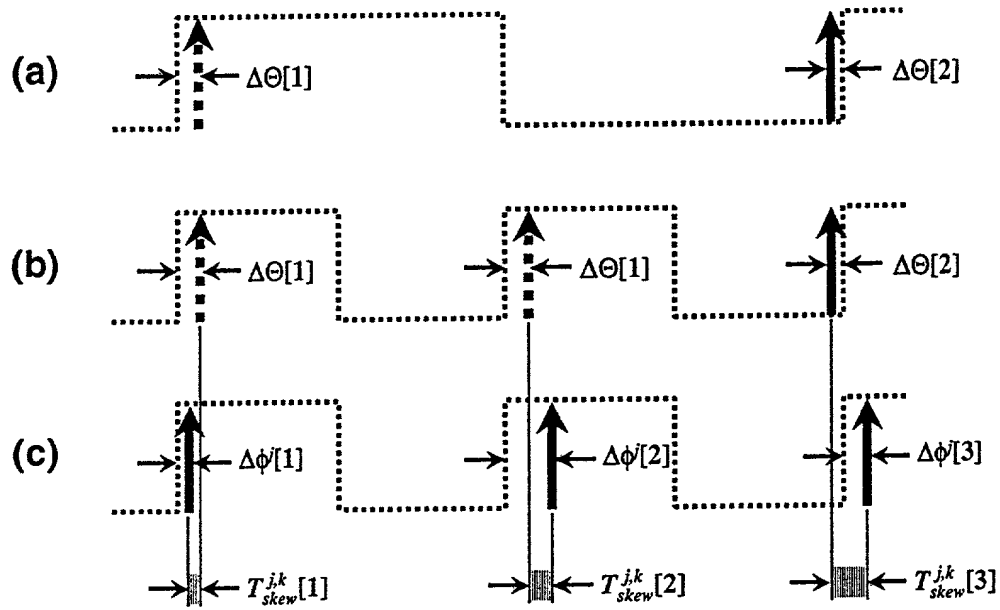 (a) ΔΘ[1] ΔΘ[2]
(b) ΔΘ[1] ΔΘ[1] ΔΘ[2]
(c) Δϕʲ[1] Δϕʲ[2] Δϕʲ[3]
T^{j,k}_{skew}[1] T^{j,k}_{skew}[2] T^{j,k}_{skew}[3]